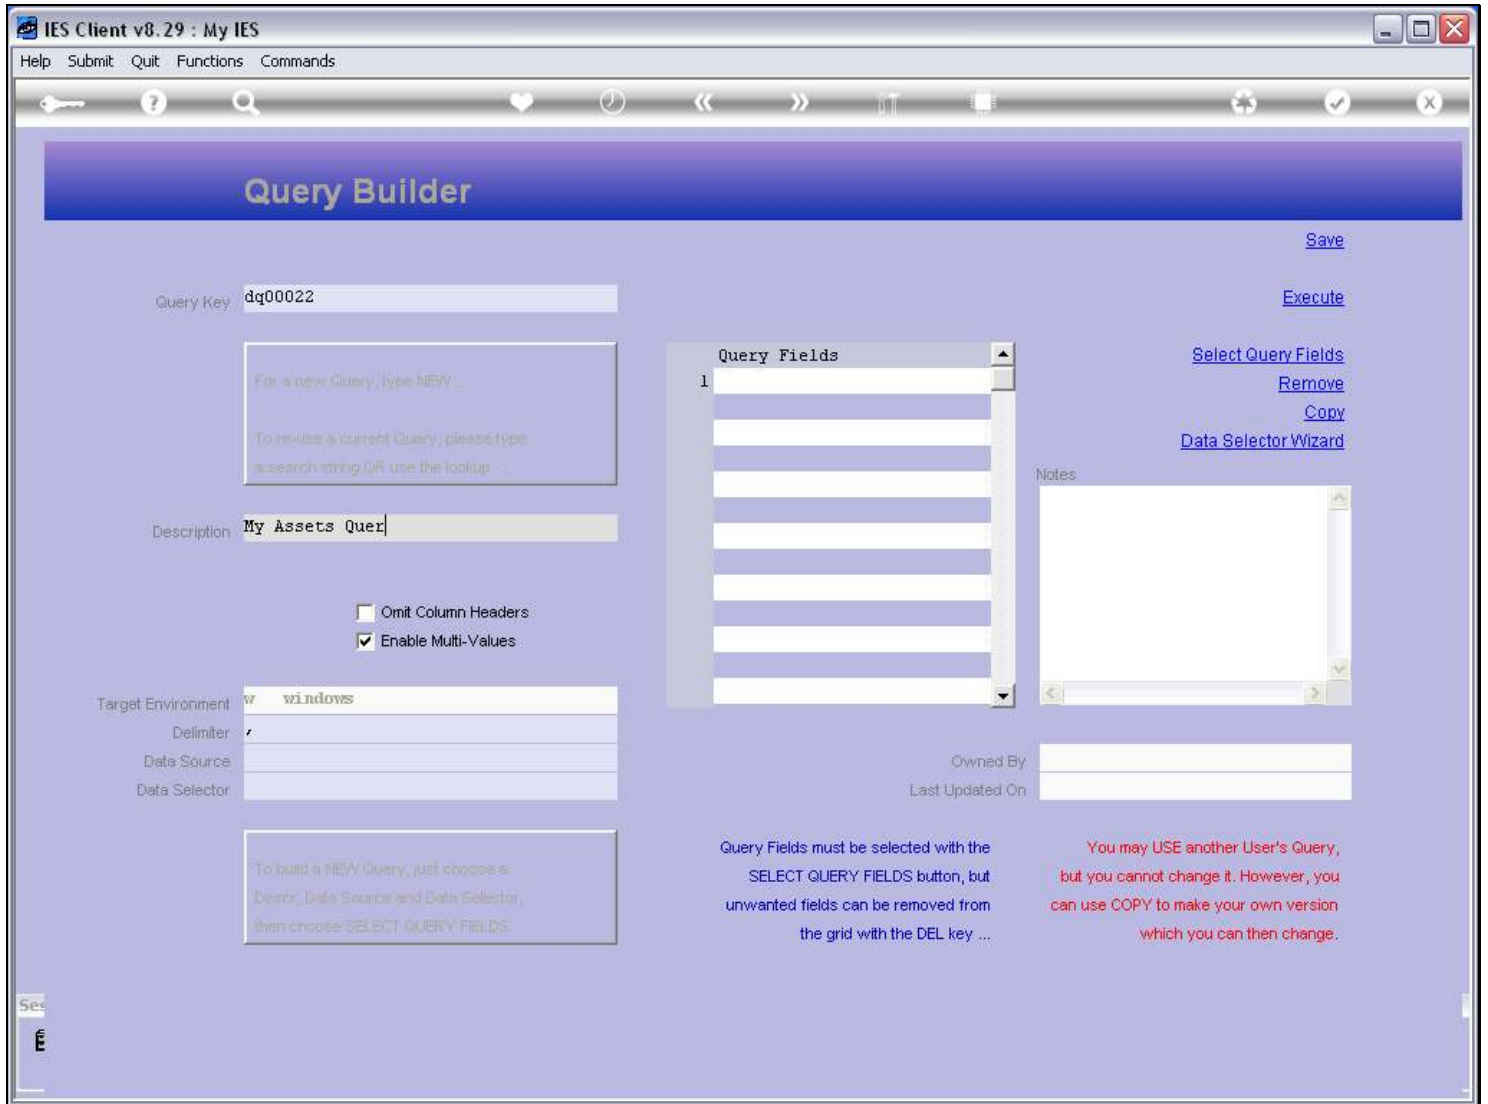 IES Client v8.29 : My IES
Help Submit Quit Functions Commands
Query Builder
Save
Query Key dq00022
Execute
For a new Query, type NEW ...
To re-use a current Query, please type
a search string OR use the lookup ...
Query Fields
1
Select Query Fields
Remove
Copy
Data Selector Wizard
Notes
Description My Assets Quer
Omit Column Headers
Enable Multi-Values
Target Environment w windows
Delimiter ,
Data Source
Data Selector
Owned By
Last Updated On
To build a NEW Query, just choose a
Descr, Data Source and Data Selector,
then choose SELECT QUERY FIELDS.
Query Fields must be selected with the
SELECT QUERY FIELDS button, but
unwanted fields can be removed from
the grid with the DEL key ...
You may USE another User's Query,
but you cannot change it. However, you
can use COPY to make your own version
which you can then change.
Ses